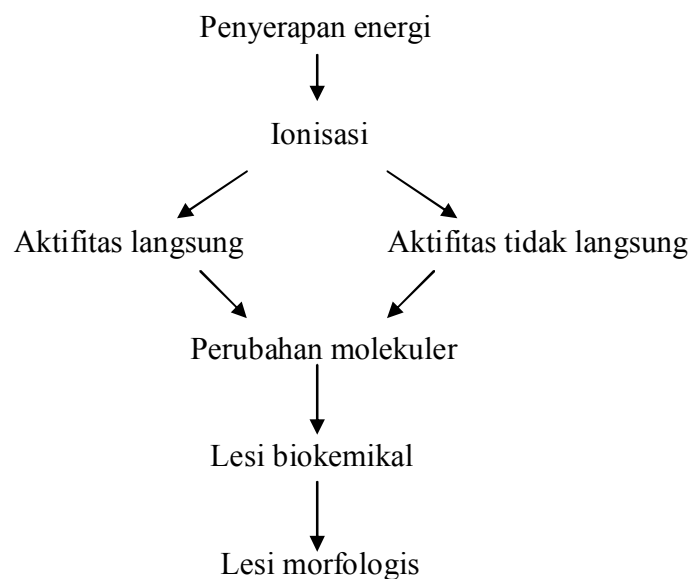 Penyerapan energi
Ionisasi
Aktifitas langsung
Aktifitas tidak langsung
Perubahan molekuler
Lesi biokemikal
Lesi morfologis